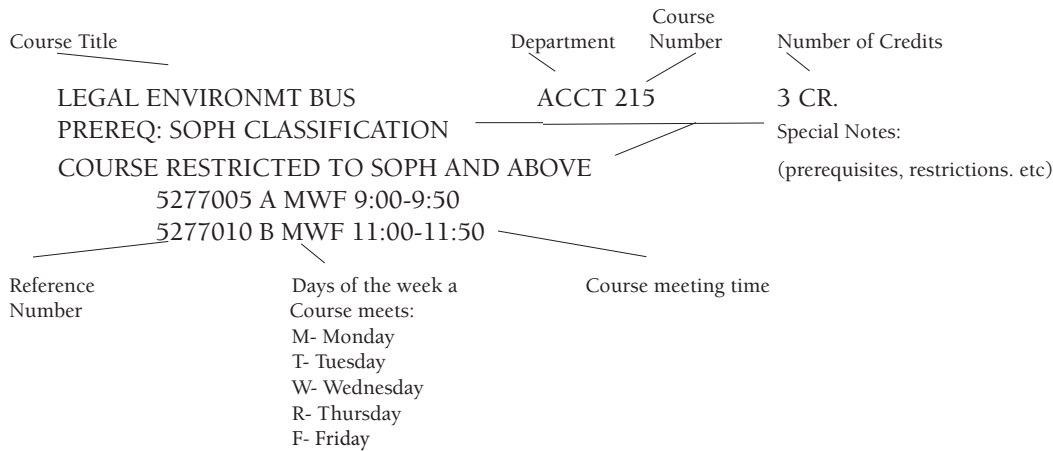 Course
Course Title Department Number Number of Credits
LEGAL ENVIRONMT BUS ACCT 215 3 CR.
PREREQ: SOPH CLASSIFICATION Special Notes:
COURSE RESTRICTED TO SOPH AND ABOVE (prerequisites, restrictions. etc)
5277005 A MWF 9:00-9:50
5277010 B MWF 11:00-11:50
Reference Days of the week a Course meeting time
Number Course meets:
M- Monday
T- Tuesday
W- Wednesday
R- Thursday
F- Friday